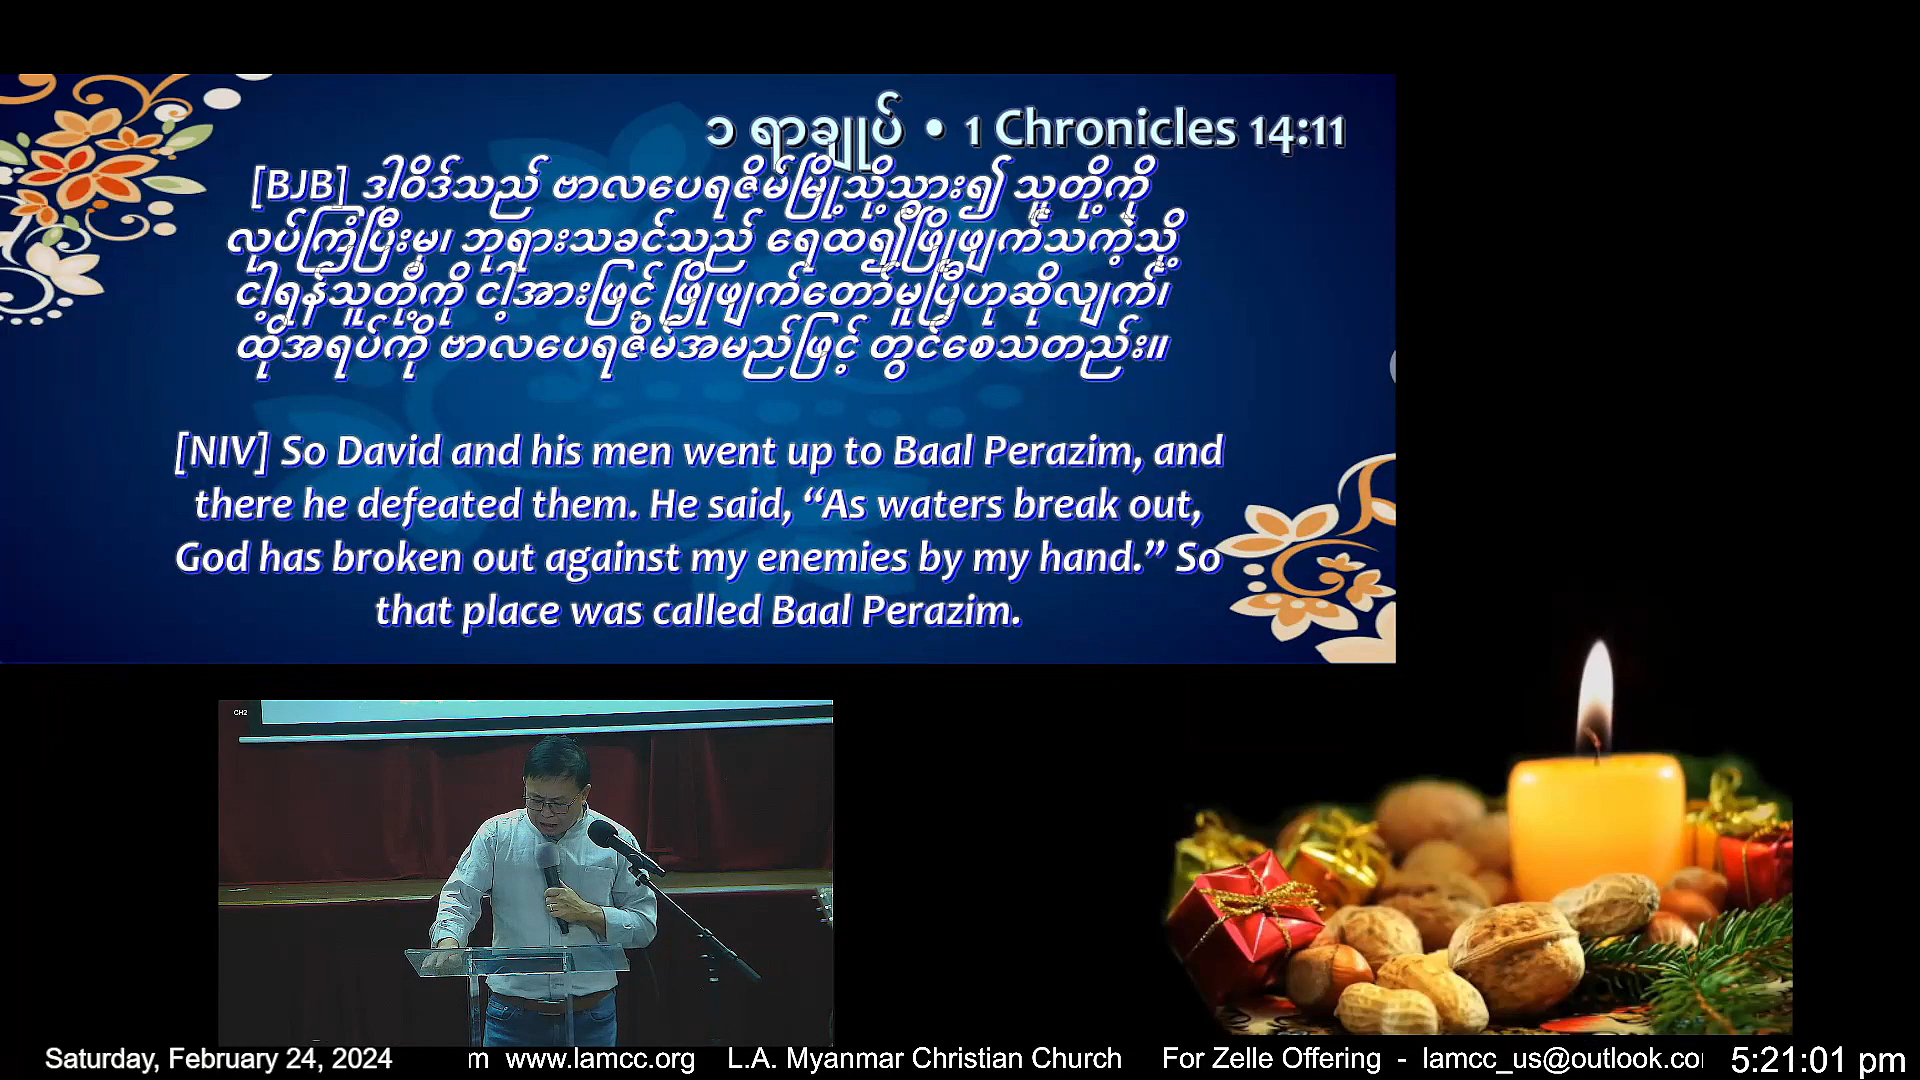 ၁ ရာချုပ် • 1 Chronicles 14:11
[BJB] ဒါဝိဒ်သည် ဗာလပေရဇိမ်မြို့သို့သွား၍ သူတို့ကို
လုပ်ကြံပြီးမှ၊ ဘုရားသခင်သည် ရေထ၍ဖြိုဖျက်သကဲ့သို့
ငါ့ရန်သူတို့ကို ငါ့အားဖြင့် ဖြိုဖျက်တော်မူပြီဟုဆိုလျက်၊
ထိုအရပ်ကို ဗာလပေရဇိမ်အမည်ဖြင့် တွင်စေသတည်း။
[NIV] So David and his men went up to Baal Perazim, and
there he defeated them. He said, “As waters break out,
God has broken out against my enemies by my hand.” So
that place was called Baal Perazim.
CH2
Saturday, February 24, 2024 m www.lamcc.org L.A. Myanmar Christian Church For Zelle Offering - lamcc_us@outlook.co 5:21:01 pm